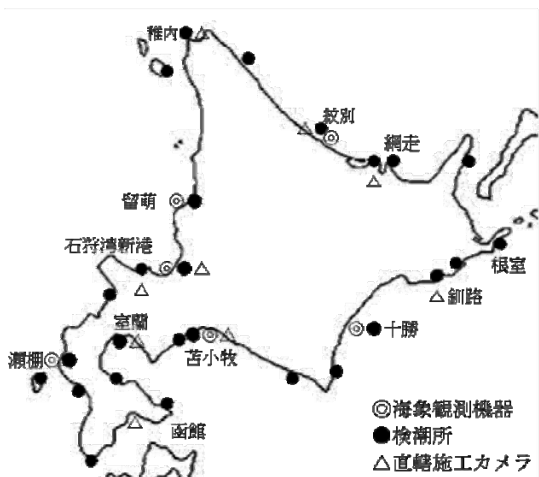 稚内
紋別
網走
留萌
石狩湾新港
根室
釧路
室蘭
十勝
瀬棚
苫小牧
函館
◎海象観測機器
●検潮所
△直轄施工カメラ